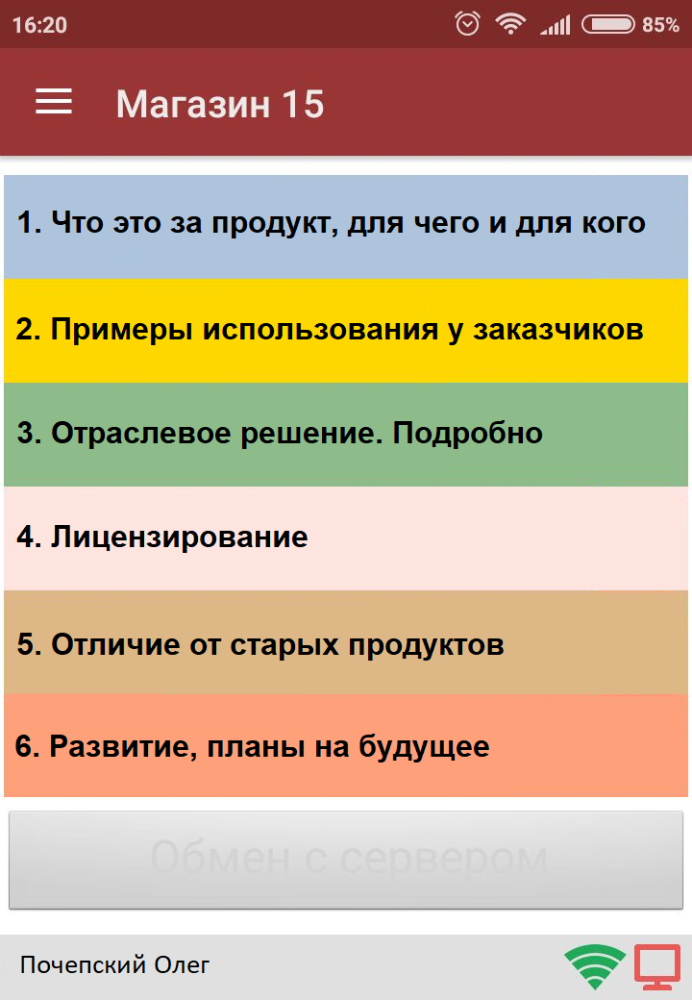 16:20 85%
Магазин 15
1. Что это за продукт, для чего и для кого
2. Примеры использования у заказчиков
3. Отраслевое решение. Подробно
4. Лицензирование
5. Отличие от старых продуктов
6. Развитие, планы на будущее
Обмен с сервером
Почепский Олег